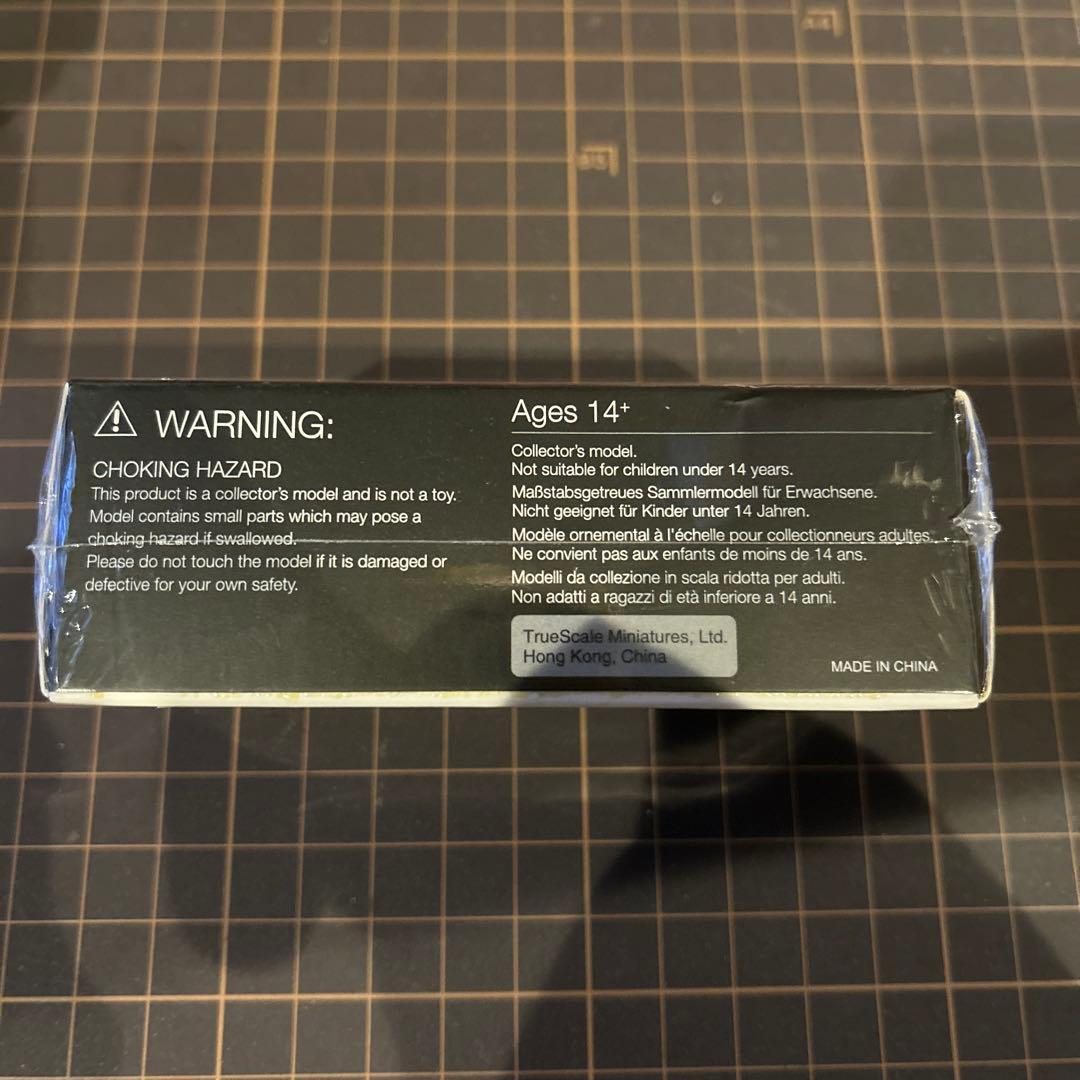 WARNING:
CHOKING HAZARD
This product is a collector's model and is not a toy.
Model contains small parts which may pose a
choking hazard if swallowed.
Please do not touch the model if it is damaged or
defective for your own safety.
Ages 14+
Collector's model.
Not suitable for children under 14 years.
Maßstabsgetreues Sammlermodell für Erwachsene.
Nicht geeignet für Kinder unter 14 Jahren.
Modèle ornemental à l'échelle pour collectionneurs adultes.
Ne convient pas aux enfants de moins de 14 ans.
Modelli da collezione in scala ridotta per adulti.
Non adatti a ragazzi di età inferiore a 14 anni.
TrueScale Miniatures, Ltd.
Hong Kong, China
MADE IN CHINA